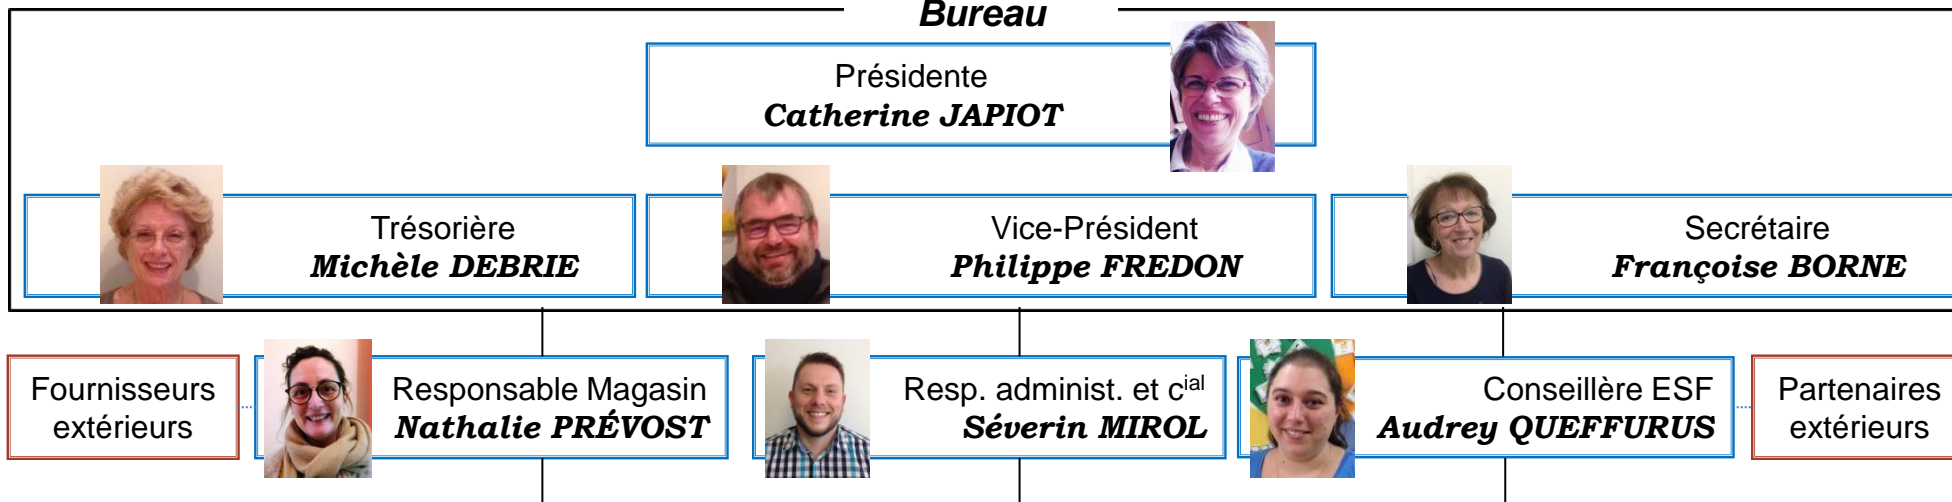 Bureau
Présidente
Catherine JAPIOT
Trésorière
Michèle DEBRIE
Vice-Président
Philippe FREDON
Secrétaire
Françoise BORNE
Fournisseurs
extérieurs
Responsable Magasin
Nathalie PRÉVOST
Resp. administ. et cial
Séverin MIROL
Conseillère ESF
Audrey QUEFFURUS
Partenaires
extérieurs